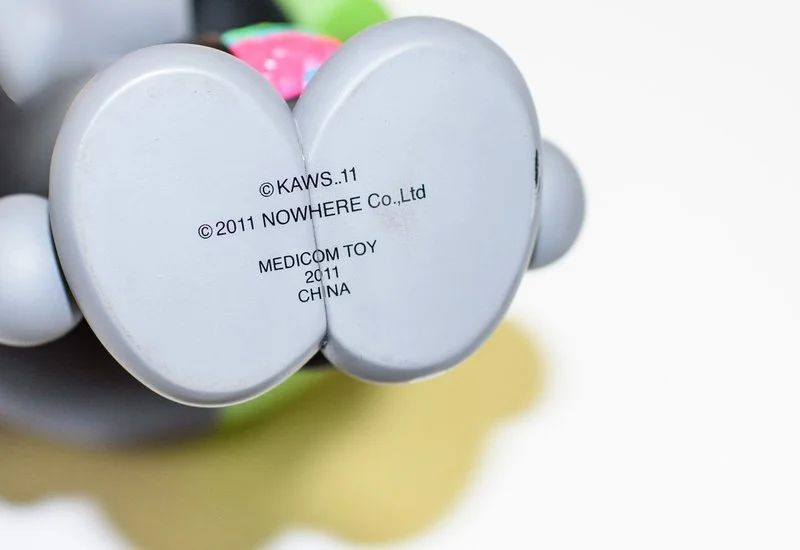 ©KAWS..11
©2011 NOWHERE Co.,Ltd
MEDICOM TOY
2011
CHINA